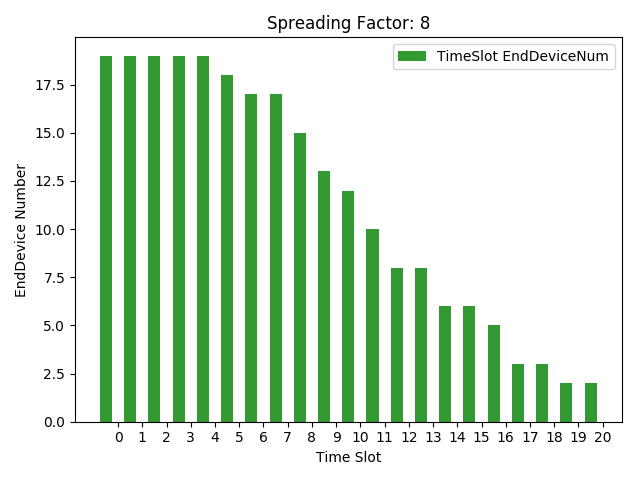 Spreading Factor: 8
TimeSlot EndDeviceNum
EndDevice Number
17.5
15.0
12.5
10.0
7.5
5.0
2.5
0.0
0 1 2 3 4 5 6 7 8 9 10 11 12 13 14 15 16 17 18 19 20
Time Slot